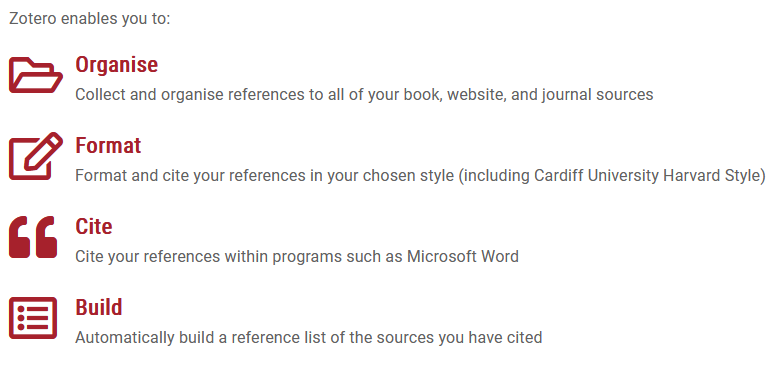 Zotero enables you to:
Organise
Collect and organise references to all of your book, website, and journal sources
Format
Format and cite your references in your chosen style (including Cardiff University Harvard Style)
Cite
Cite your references within programs such as Microsoft Word
Build
Automatically build a reference list of the sources you have cited